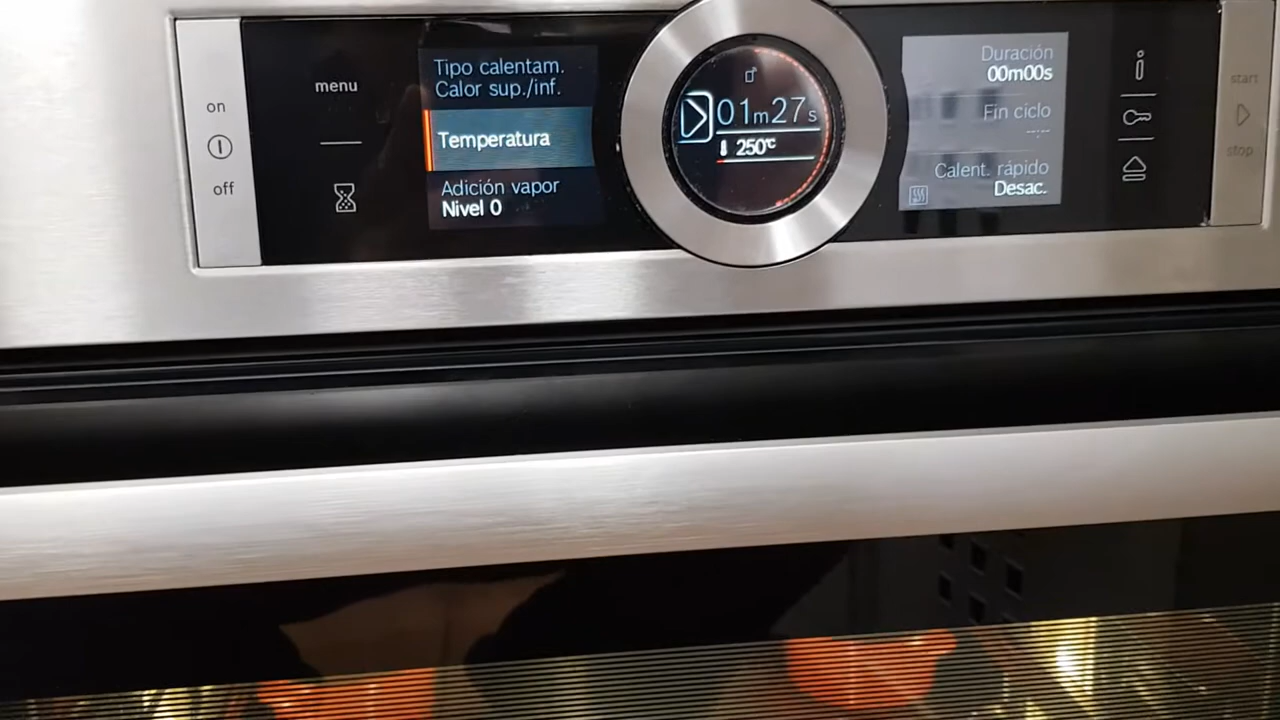 on
off
menu
Tipo calentam.
Calor sup./inf.
Temperatura
Adición vapor
Nivel 0
01m27s
250°C
Duración
00m00s
Fin ciclo
--:--
Calent. rápido
Desac.
start
stop